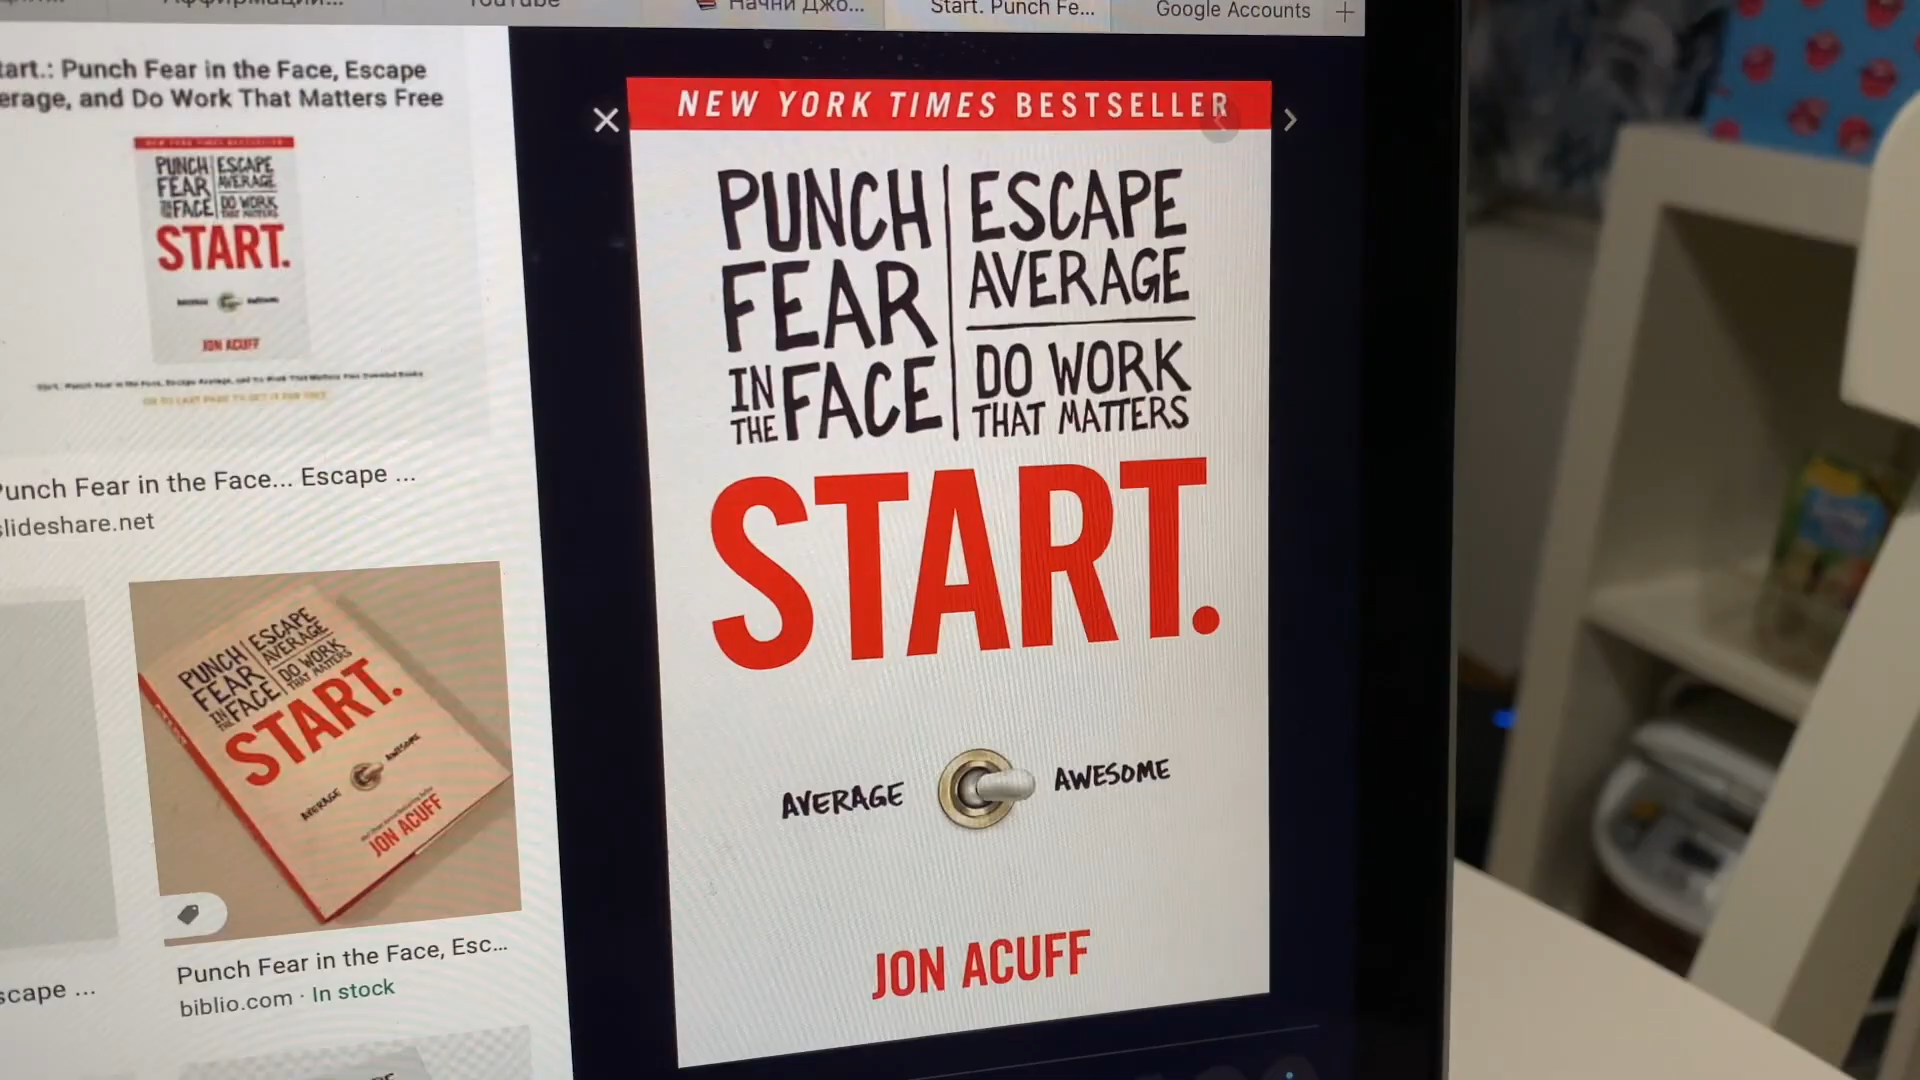 YouTube
Начни Джо...
Start. Punch Fe...
Google Accounts
tart.: Punch Fear in the Face, Escape
erage, and Do Work That Matters Free
PUNCH
FEAR
IN
THE
FACE
ESCAPE
AVERAGE
DO WORK
THAT MATTERS
START.
JON ACUFF
Punch Fear in the Face... Escape ...
slideshare.net
PUNCH
FEAR
IN
THE
FACE
ESCAPE
AVERAGE
DO WORK
THAT MATTERS
START.
AVERAGE
AWESOME
JON ACUFF
scape ...
Punch Fear in the Face, Esc...
biblio.com · In stock
NEW YORK TIMES BESTSELLER
PUNCH
FEAR
IN
THE
FACE
ESCAPE
AVERAGE
DO WORK
THAT MATTERS
START.
AVERAGE
AWESOME
JON ACUFF